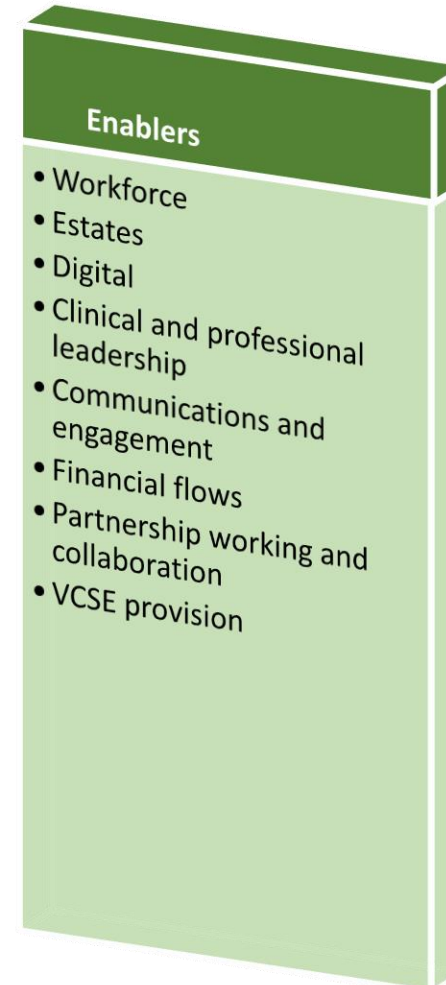 Enablers
• Workforce
• Estates
• Digital
• Clinical and professional
leadership
• Communications and
engagement
• Financial flows
• Partnership working and
collaboration
• VCSE provision